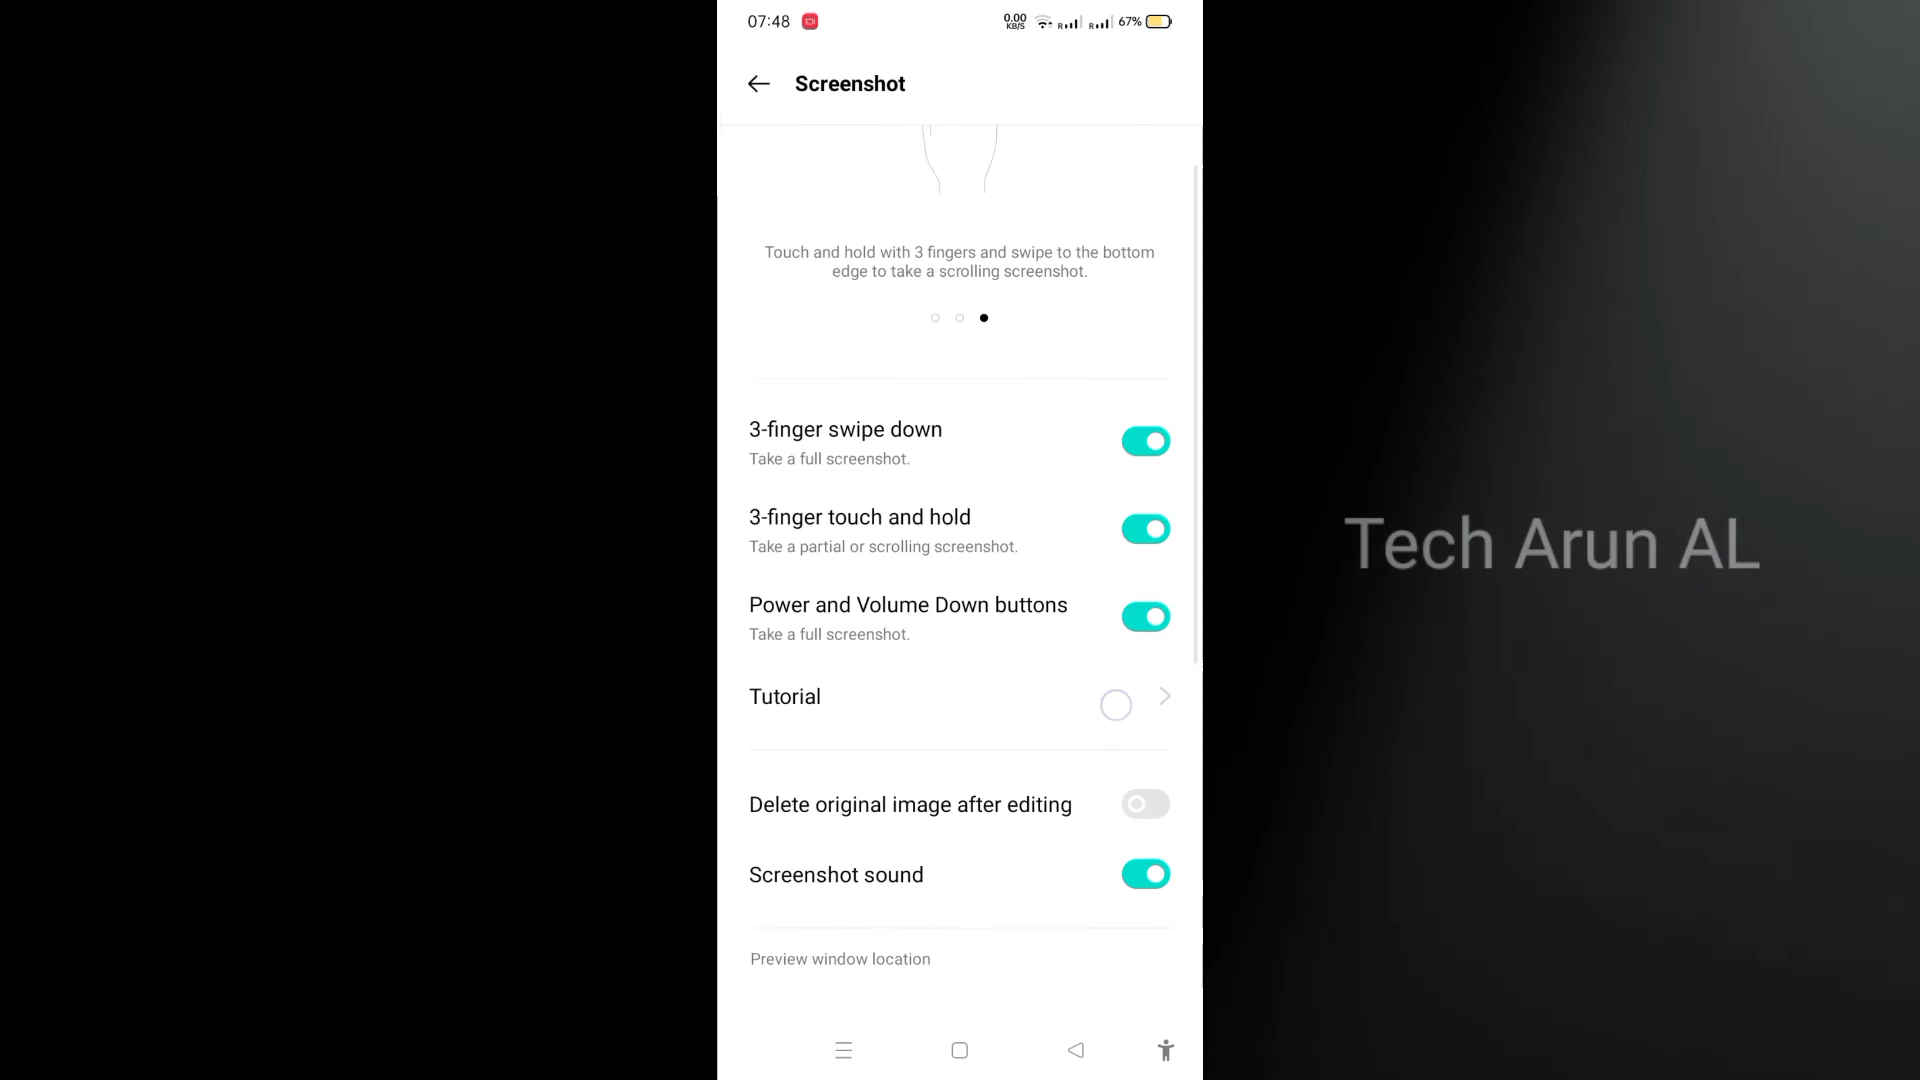 07:48
0.00
KB/S
R
R
67%
Screenshot
Touch and hold with 3 fingers and swipe to the bottom
edge to take a scrolling screenshot.
3-finger swipe down
Take a full screenshot.
3-finger touch and hold
Take a partial or scrolling screenshot.
Power and Volume Down buttons
Take a full screenshot.
Tutorial
Delete original image after editing
Screenshot sound
Preview window location
Tech Arun AL